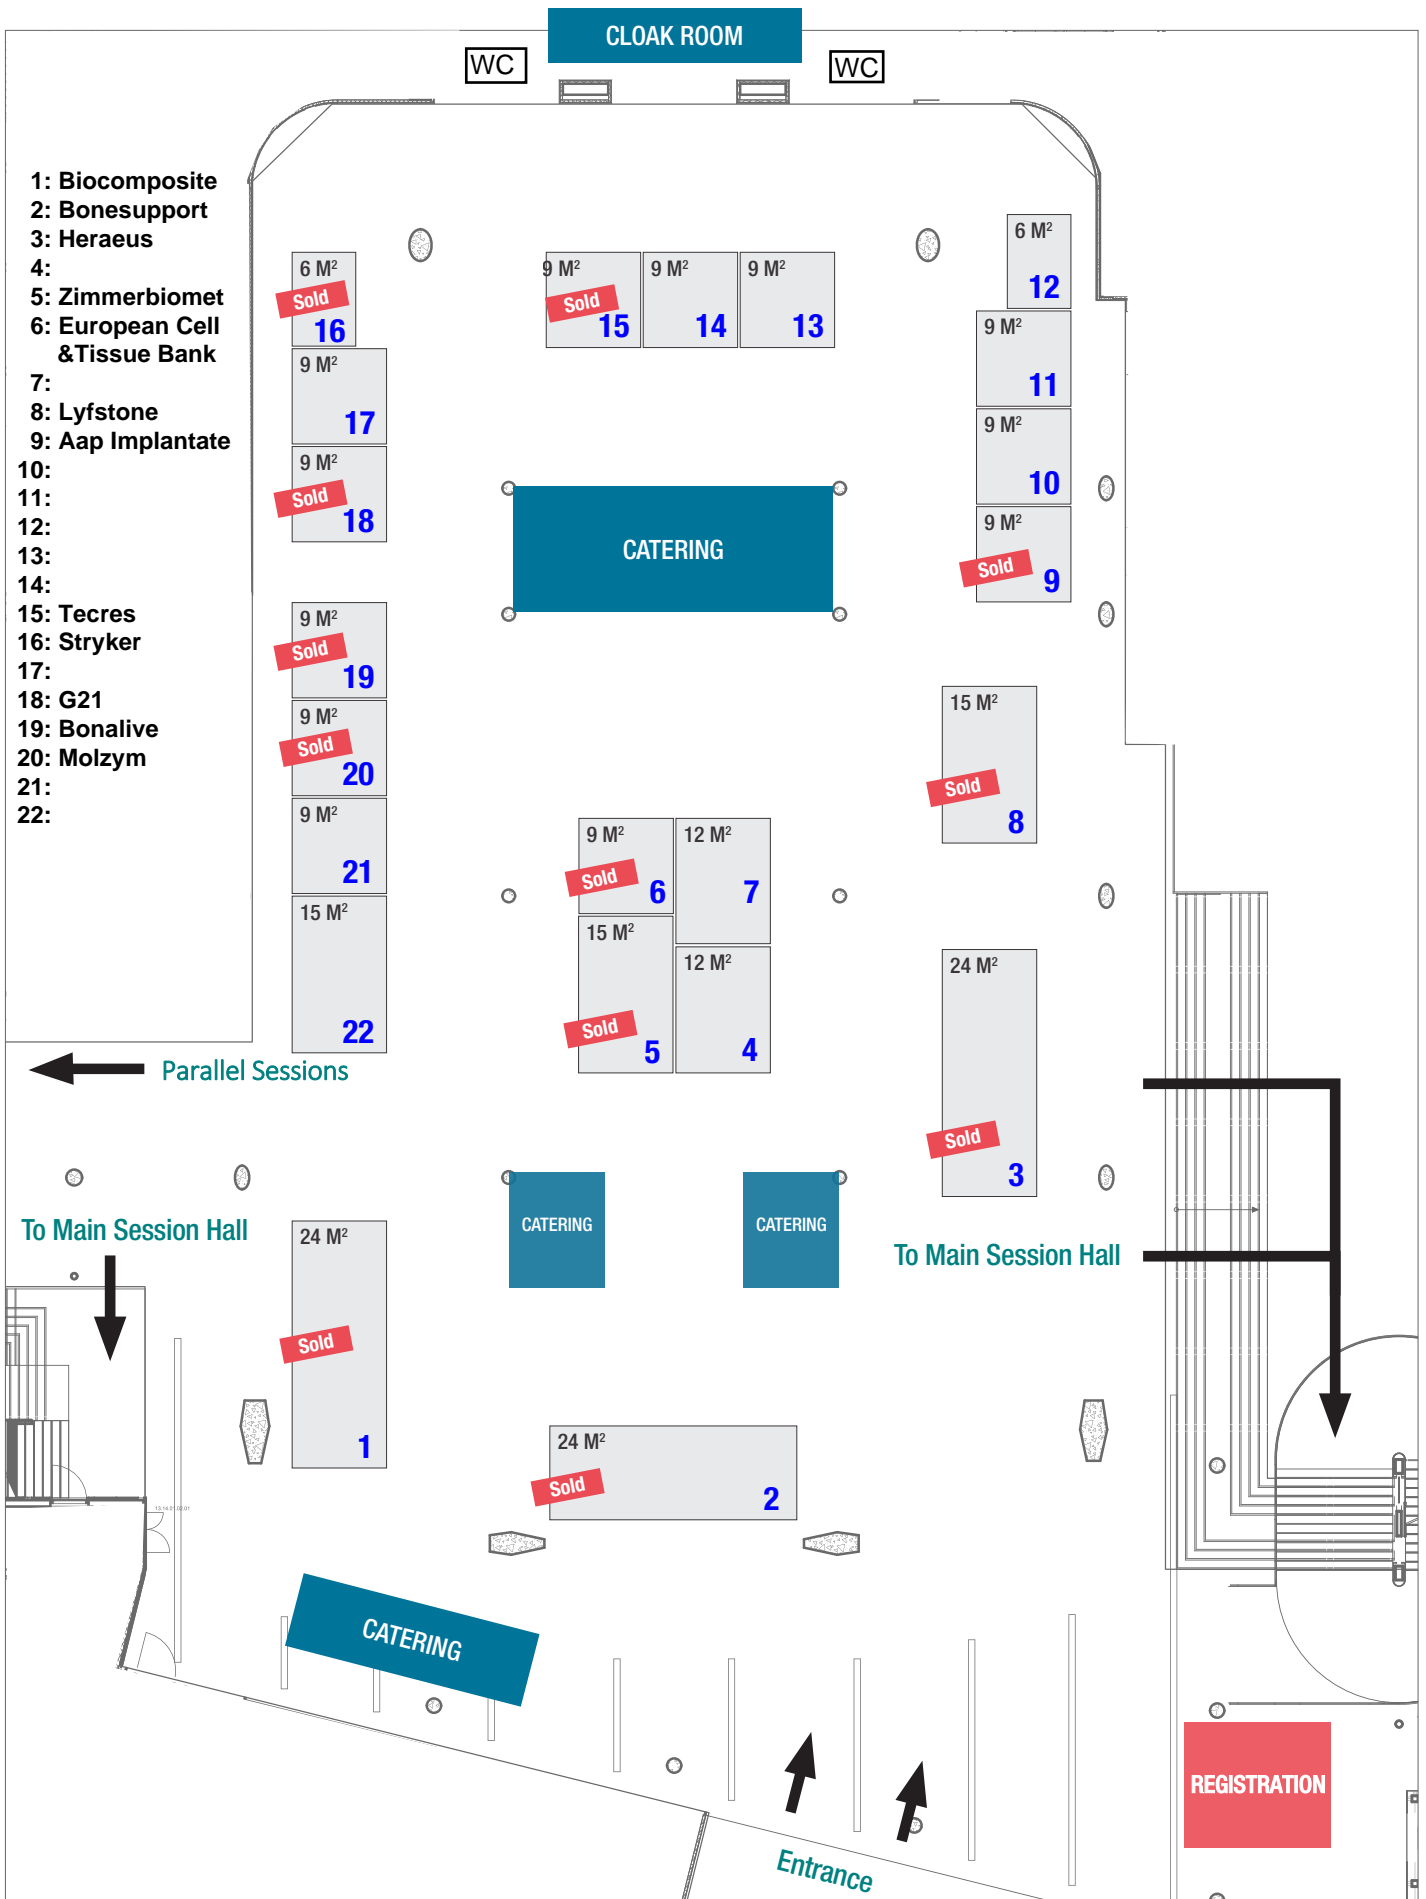 CLOAK ROOM
WC
WC
1: Biocomposite
2: Bonesupport
3: Heraeus
4:
5: Zimmerbiomet
6: European Cell
&Tissue Bank
7:
8: Lyfstone
9: Aap Implantate
10:
11:
12:
13:
14:
15: Tecres
16: Stryker
17:
18: G21
19: Bonalive
20: Molzym
21:
22:
6 M²
Sold
16
9 M²
Sold
15
9 M²
14
9 M²
13
6 M²
12
9 M²
17
9 M²
11
9 M²
Sold
18
9 M²
10
CATERING
9 M²
Sold
9
9 M²
Sold
19
9 M²
Sold
20
15 M²
Sold
8
9 M²
21
9 M²
Sold
6
12 M²
7
15 M²
22
15 M²
Sold
5
12 M²
4
24 M²
Sold
3
Parallel Sessions
To Main Session Hall
CATERING
CATERING
To Main Session Hall
24 M²
Sold
1
24 M²
Sold
2
13.14.01.02.01
CATERING
REGISTRATION
Entrance